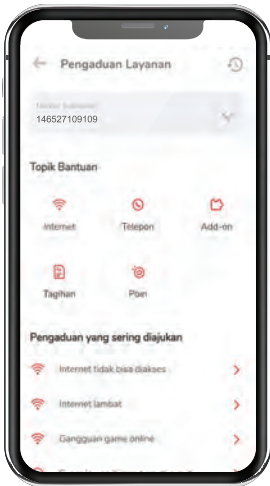 Pengaduan Layanan
146527109109
Topik Bantuan
Internet
Telepon
Add-on
Tagihan
Poin
Pengaduan yang sering diajukan
Internet tidak bisa diakses
Internet lambat
Gangguan game online